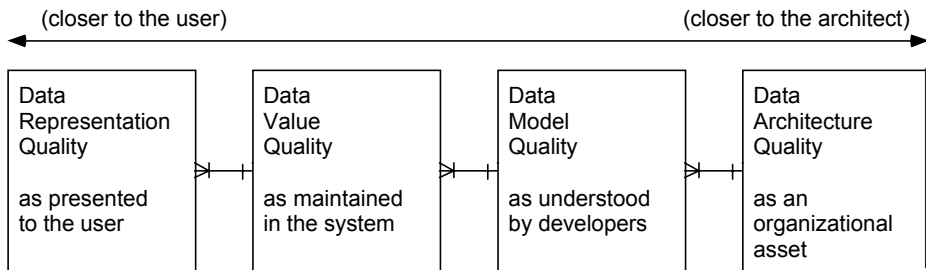 (closer to the user)
(closer to the architect)
Data
Representation
Quality
as presented
to the user
Data
Value
Quality
as maintained
in the system
Data
Model
Quality
as understood
by developers
Data
Architecture
Quality
as an
organizational
asset